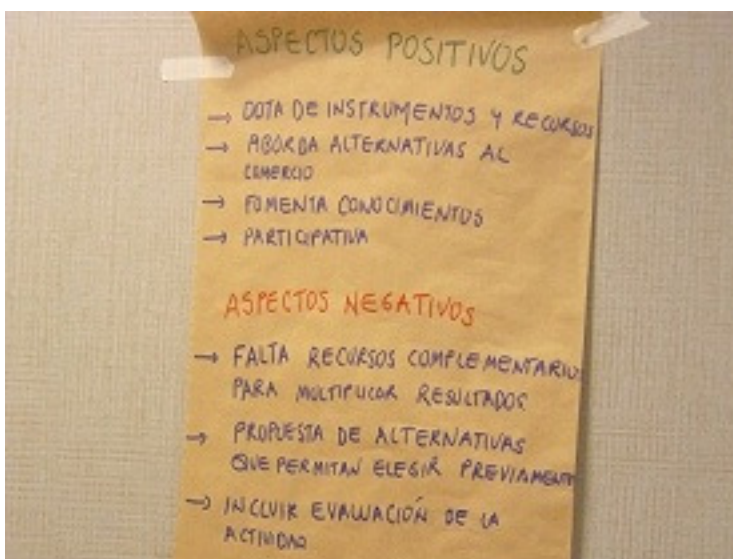 ASPECTOS POSITIVOS
→ DOTA DE INSTRUMENTOS Y RECURSOS
→ ABORDA ALTERNATIVAS AL
COMERCIO
→ FOMENTA CONOCIMIENTOS
→ PARTICIPATIVA
ASPECTOS NEGATIVOS
→ FALTA RECURSOS COMPLEMENTARIOS
PARA MULTIPLICAR RESULTADOS
→ PROPUESTA DE ALTERNATIVAS
QUE PERMITAN ELEGIR PREVIAMENTE
→ INCLUIR EVALUACIÓN DE LA
ACTIVIDAD